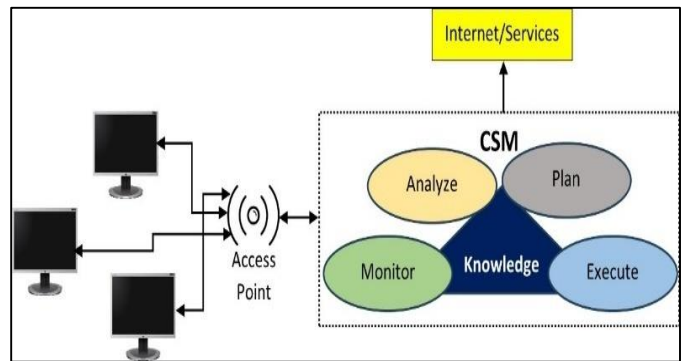 Internet/Services
CSM
Analyze
Plan
Access
Point
Monitor
Knowledge
Execute